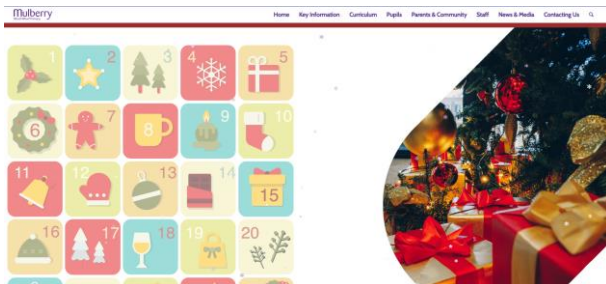 Mulberry
Home Key Information Curriculum Pupils Parents & Community Staff News & Media Contacting Us
1 2 3 4 5
6 7 8 9 10
11 12 13 14 15
16 17 18 19 20